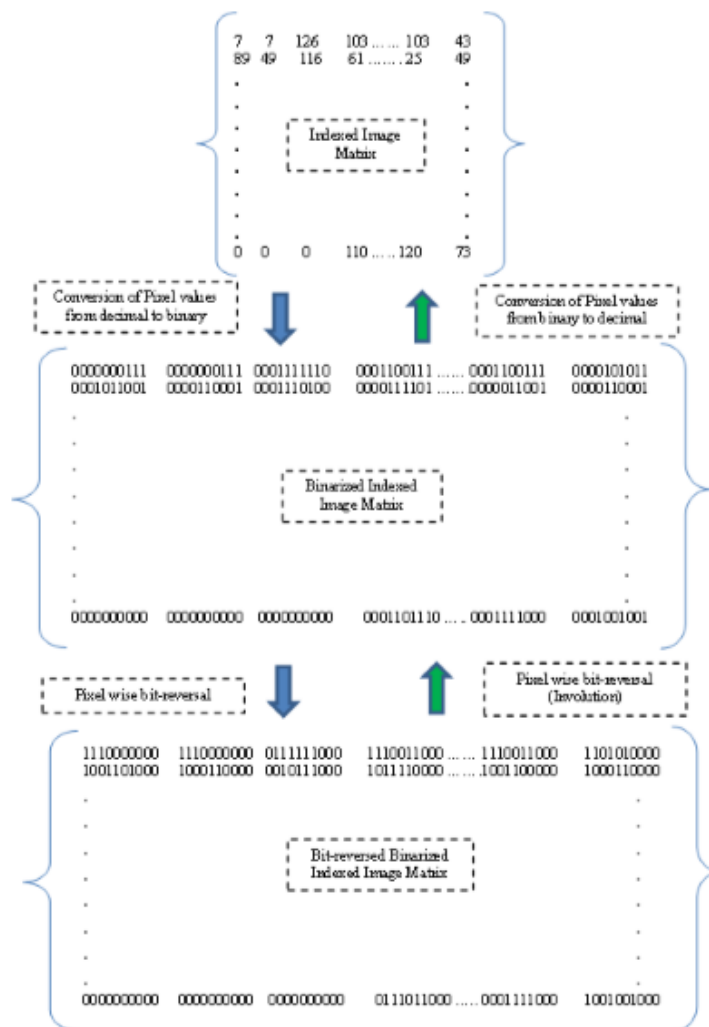 7 7 126 103 ...... 103 43
89 49 116 61 ....... 25 49
Indexed Image
Matrix
0 0 0 110 ..... 120 73
Conversion of Pixel values
from decimal to binary
Conversion of Pixel values
from binary to decimal
0000000111 0000000111 0001111110 0001100111 ...... 0001100111 0000101011
0001011001 0000110001 0001110100 0000111101 ...... 0000011001 0000110001
Binarized Indexed
Image Matrix
0000000000 0000000000 0000000000 0001101110 ..... 0001111000 0001001001
Pixel wise bit-reversal
Pixel wise bit-reversal
(Involution)
1110000000 1110000000 0111111000 1110011000 ...... 1110011000 1101010000
1001101000 1000110000 0010111000 1011110000 ....... 1001100000 1000110000
Bit-reversed Binarized
Indexed Image Matrix
0000000000 0000000000 0000000000 0111011000 ..... 0001111000 1001001000